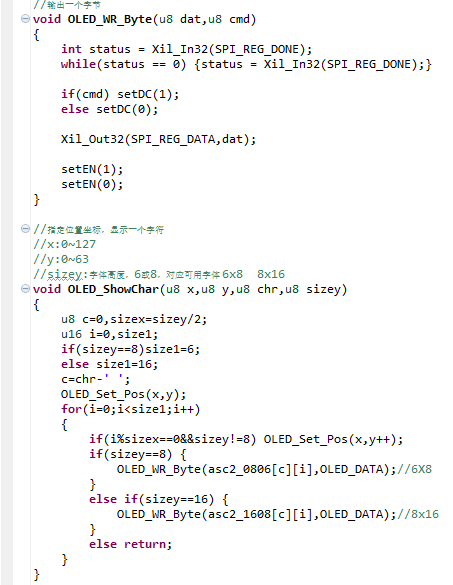 //输出一个字节
void OLED_WR_Byte(u8 dat,u8 cmd)
{
    int status = Xil_In32(SPI_REG_DONE);
    while(status == 0) {status = Xil_In32(SPI_REG_DONE);}

    if(cmd) setDC(1);
    else setDC(0);

    Xil_Out32(SPI_REG_DATA,dat);

    setEN(1);
    setEN(0);
}

//指定位置坐标，显示一个字符
//x:0~127
//y:0~63
//sizey:字体高度，6或8，对应可用字体 6x8  8x16
void OLED_ShowChar(u8 x,u8 y,u8 chr,u8 sizey)
{
    u8 c=0,sizex=sizey/2;
    u16 i=0,size1;
    if(sizey==8)size1=6;
    else size1=16;
    c=chr-' ';
    OLED_Set_Pos(x,y);
    for(i=0;i<size1;i++)
    {
        if(i%sizex==0&&sizey!=8) OLED_Set_Pos(x,y++);
        if(sizey==8) {
            OLED_WR_Byte(asc2_0806[c][i],OLED_DATA);//6X8
        }
        else if(sizey==16) {
            OLED_WR_Byte(asc2_1608[c][i],OLED_DATA);//8x16
        }
        else return;
    }
}